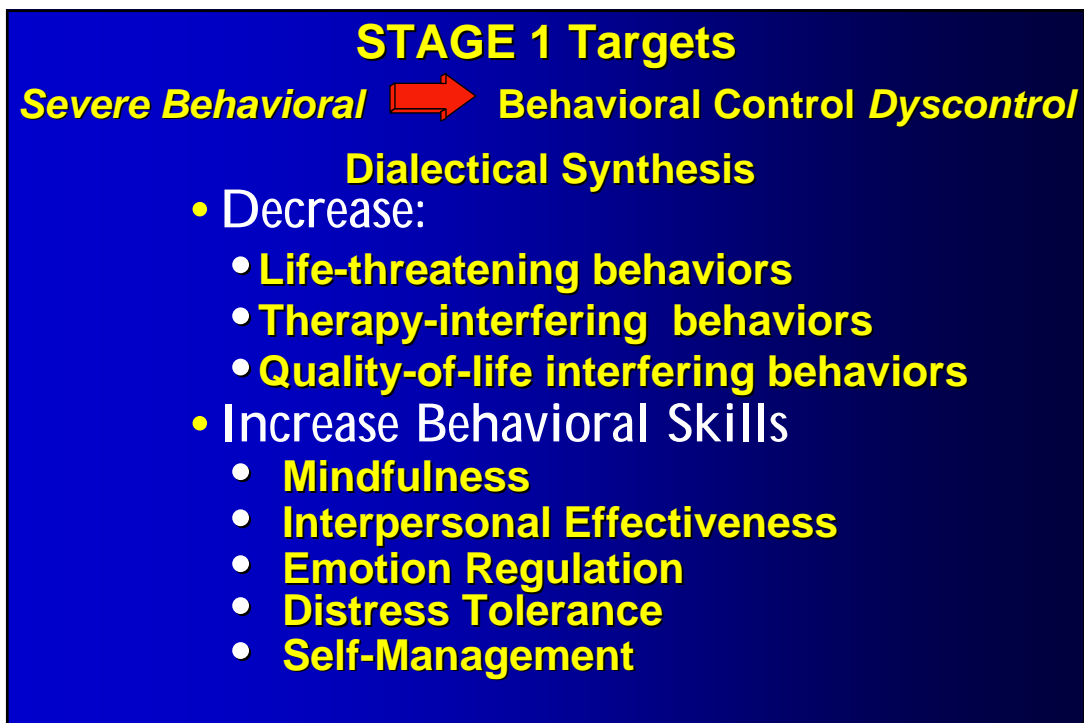 STAGE 1 Targets
Severe Behavioral Behavioral Control Dyscontrol
Dialectical Synthesis
• Decrease:
• Life-threatening behaviors
• Therapy-interfering behaviors
• Quality-of-life interfering behaviors
• Increase Behavioral Skills
• Mindfulness
• Interpersonal Effectiveness
• Emotion Regulation
• Distress Tolerance
• Self-Management